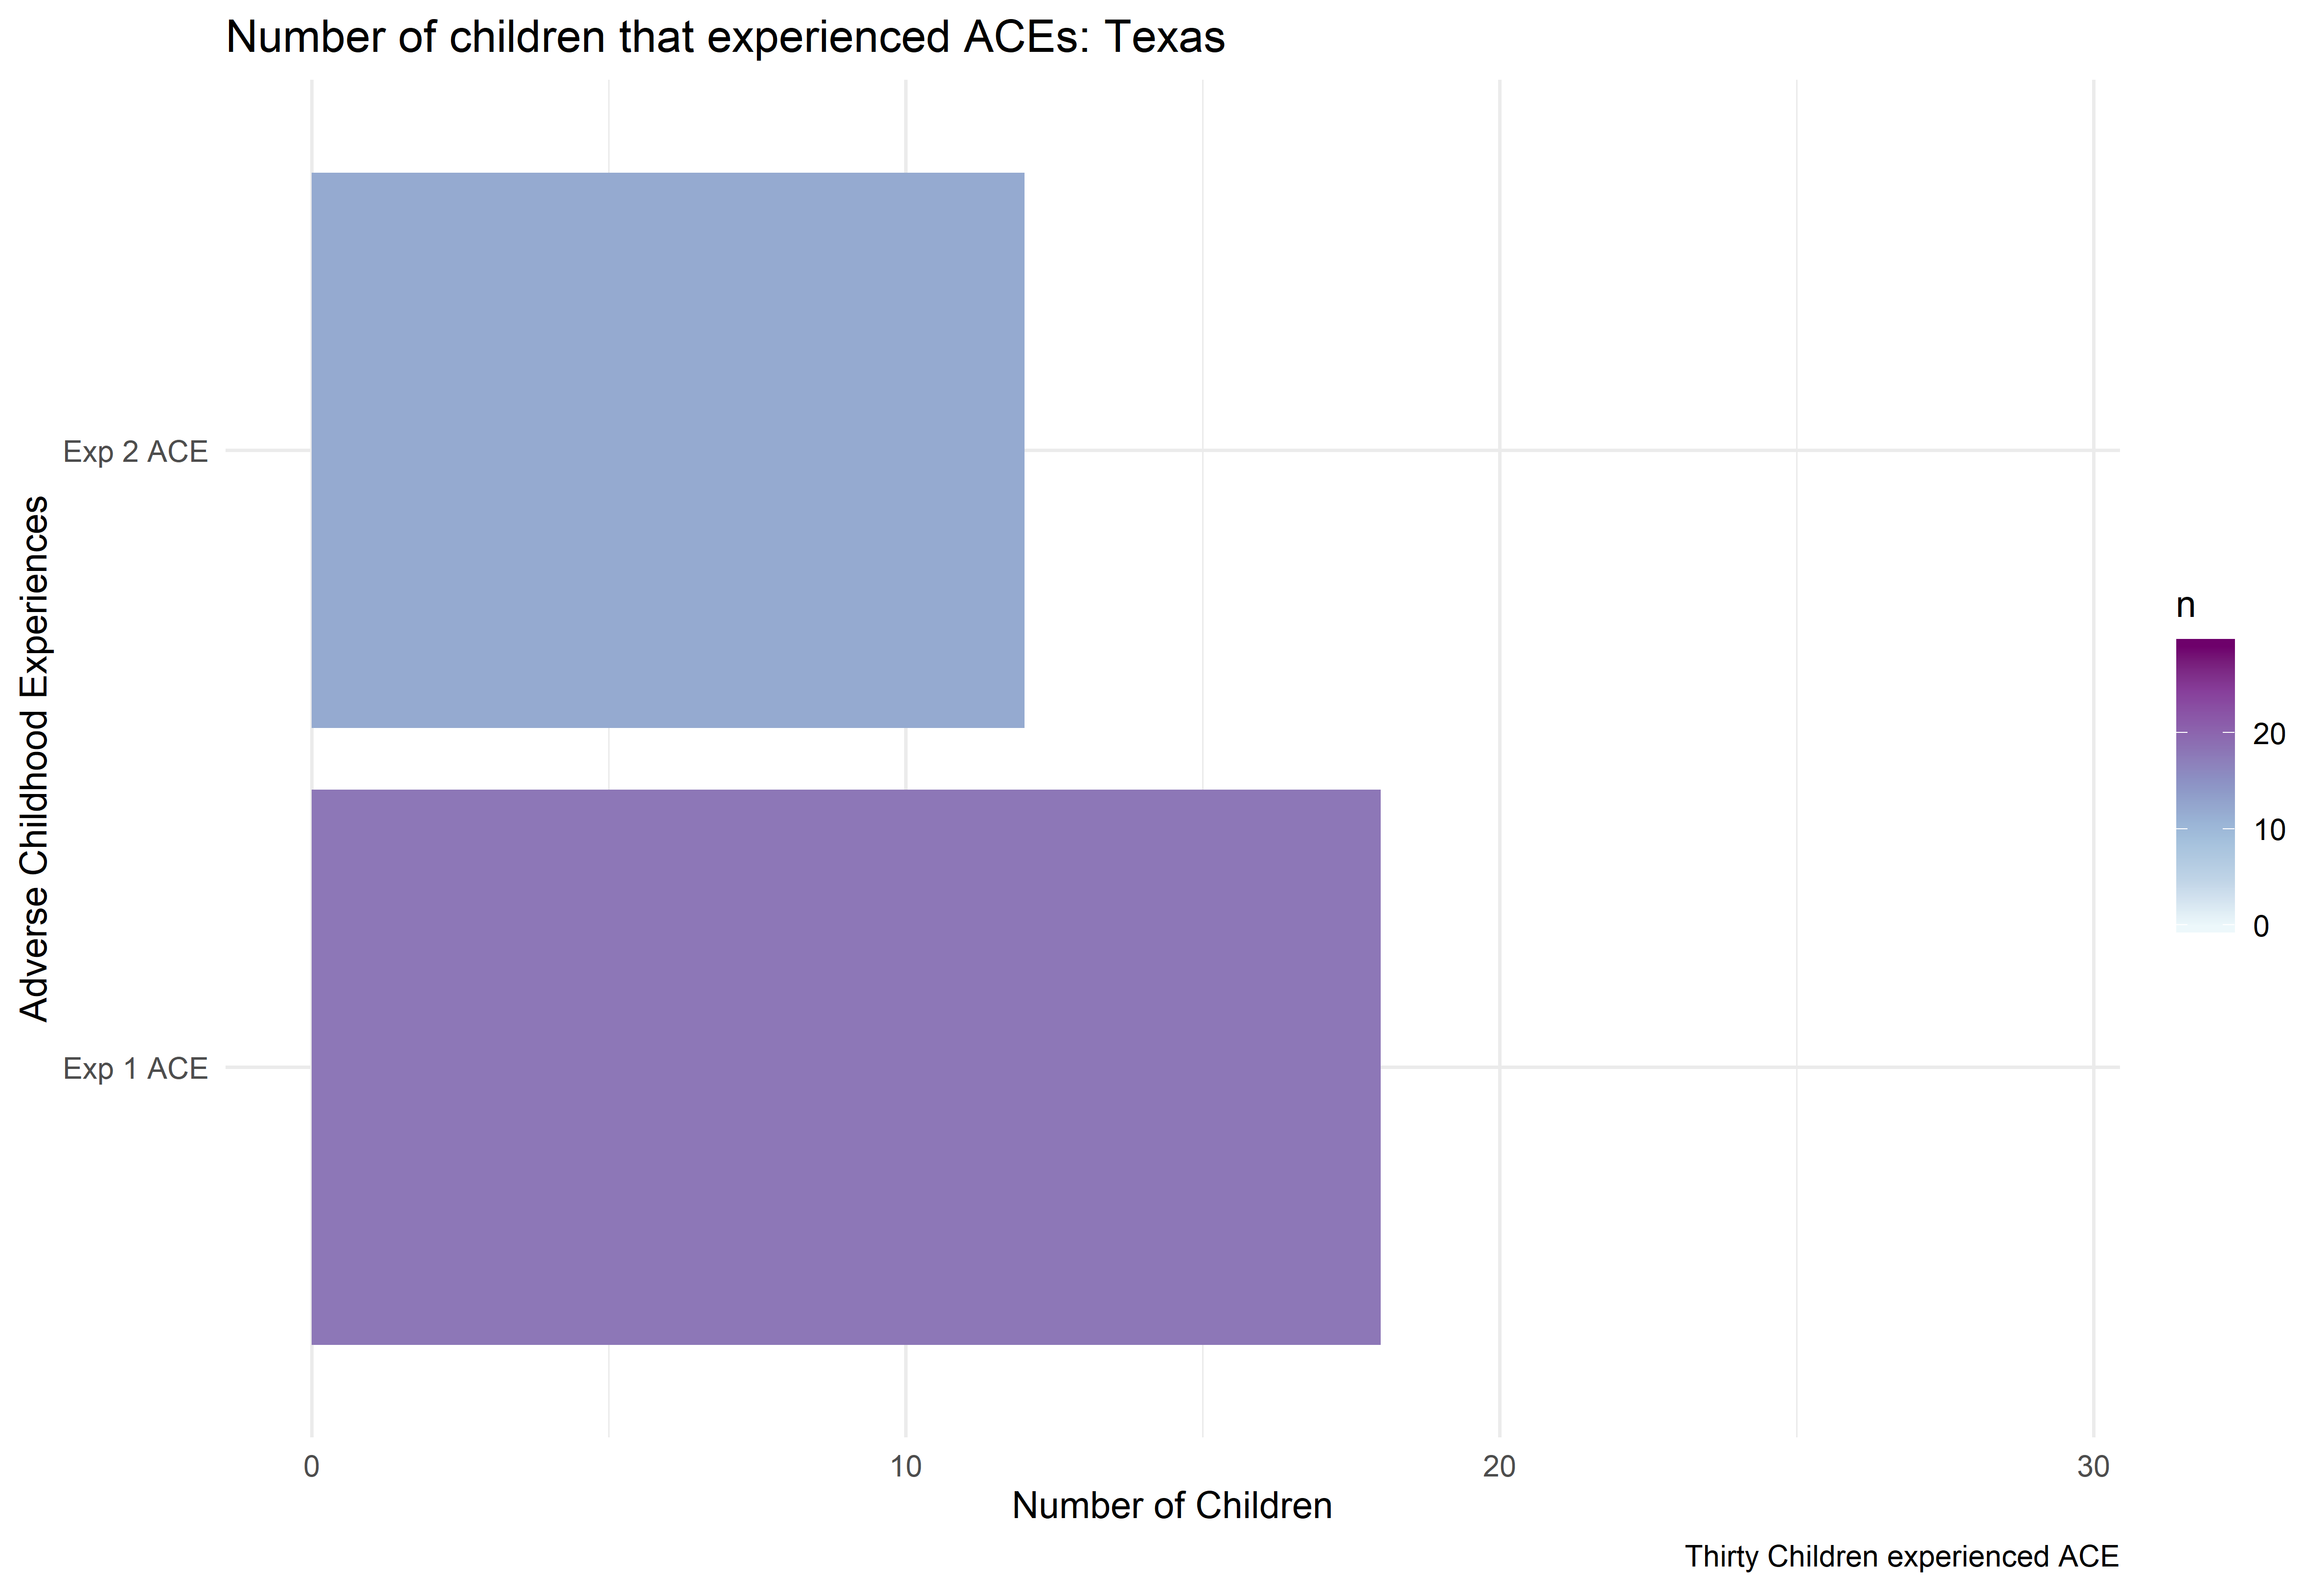 Number of children that experienced ACEs: Texas
Adverse Childhood Experiences
Exp 2 ACE
Exp 1 ACE
0
10
20
30
Number of Children
n
20
10
0
Thirty Children experienced ACE